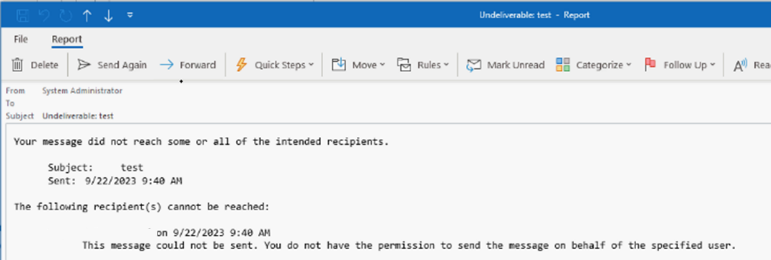 Undeliverable: test - Report
File Report
Delete Send Again Forward Quick Steps Move Rules Mark Unread Categorize Follow Up A Rea
From System Administrator
To
Subject Undeliverable: test
Your message did not reach some or all of the intended recipients.
Subject: test
Sent: 9/22/2023 9:40 AM
The following recipient(s) cannot be reached:
on 9/22/2023 9:40 AM
This message could not be sent. You do not have the permission to send the message on behalf of the specified user.